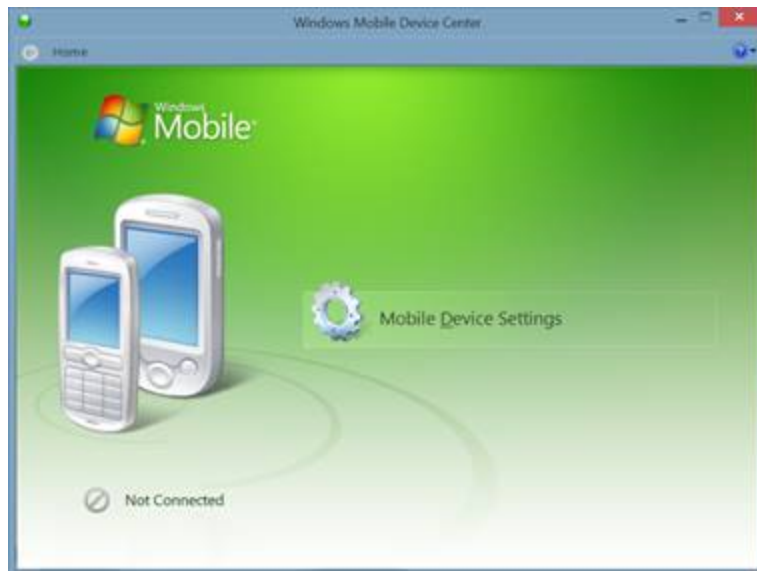 Windows Mobile Device Center
Home
Windows
Mobile
Mobile Device Settings
Not Connected